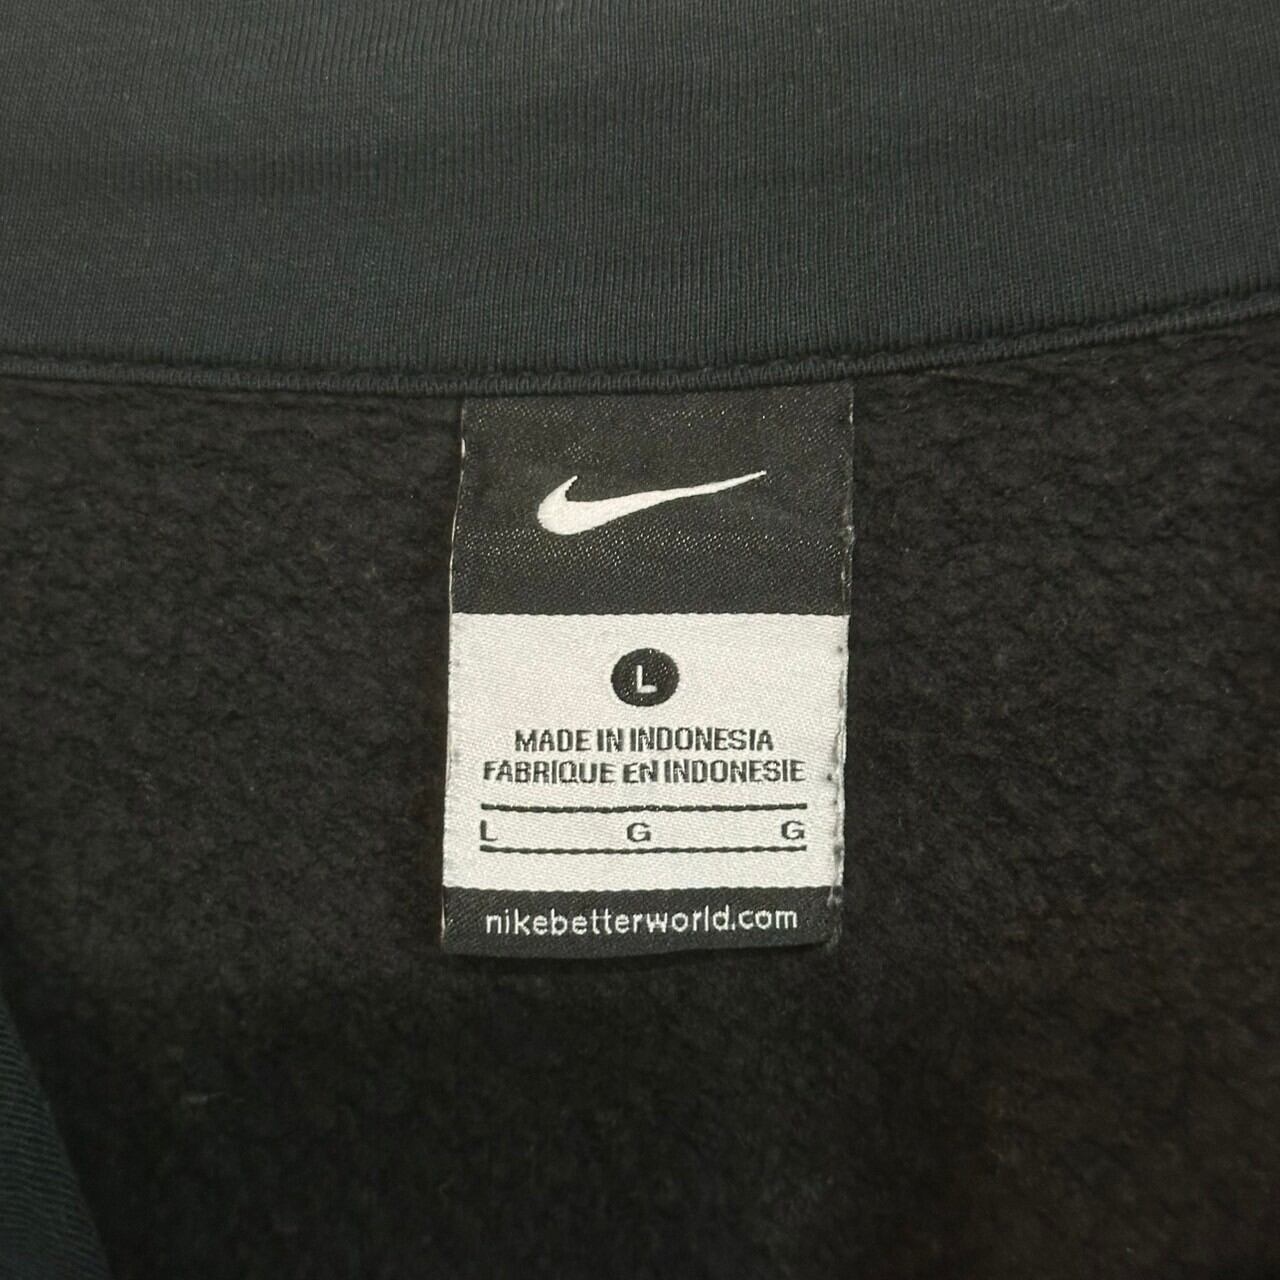 L
MADE IN INDONESIA
FABRIQUE EN INDONESIE
L G G
nikebetterworld.com